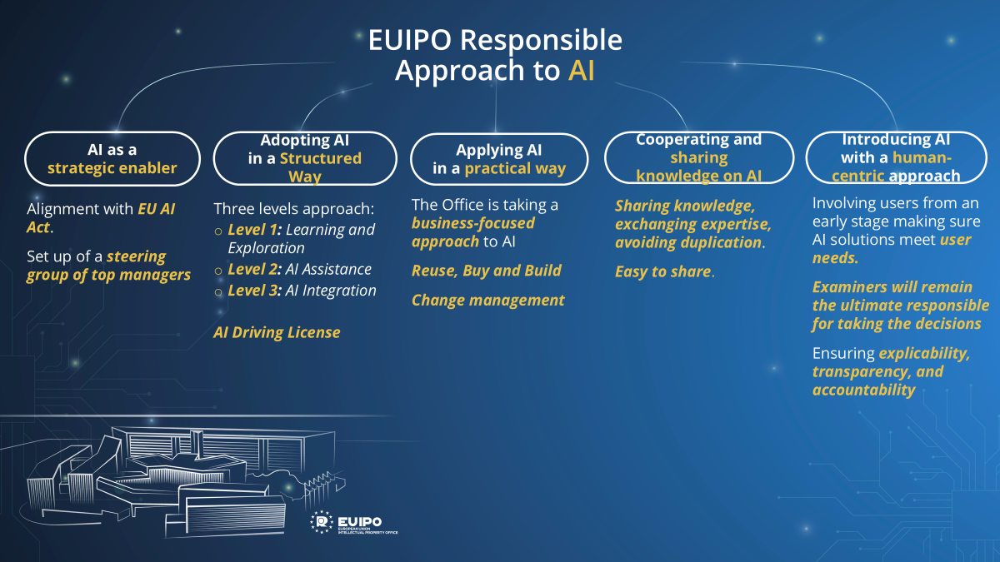 EUIPO Responsible
Approach to AI
AI as a
strategic enabler
Alignment with EU AI
Act.
Set up of a steering
group of top managers
Adopting AI
in a Structured
Way
Three levels approach:
○ Level 1: Learning and
Exploration
○ Level 2: AI Assistance
○ Level 3: AI Integration
AI Driving License
Applying AI
in a practical way
The Office is taking a
business-focused
approach to AI
Reuse, Buy and Build
Change management
Cooperating and
sharing
knowledge on AI
Sharing knowledge,
exchanging expertise,
avoiding duplication.
Easy to share.
Introducing AI
with a human-
centric approach
Involving users from an
early stage making sure
AI solutions meet user
needs.
Examiners will remain
the ultimate responsible
for taking the decisions
Ensuring explicability,
transparency, and
accountability
EUIPO
EUROPEAN UNION
INTELLECTUAL PROPERTY OFFICE